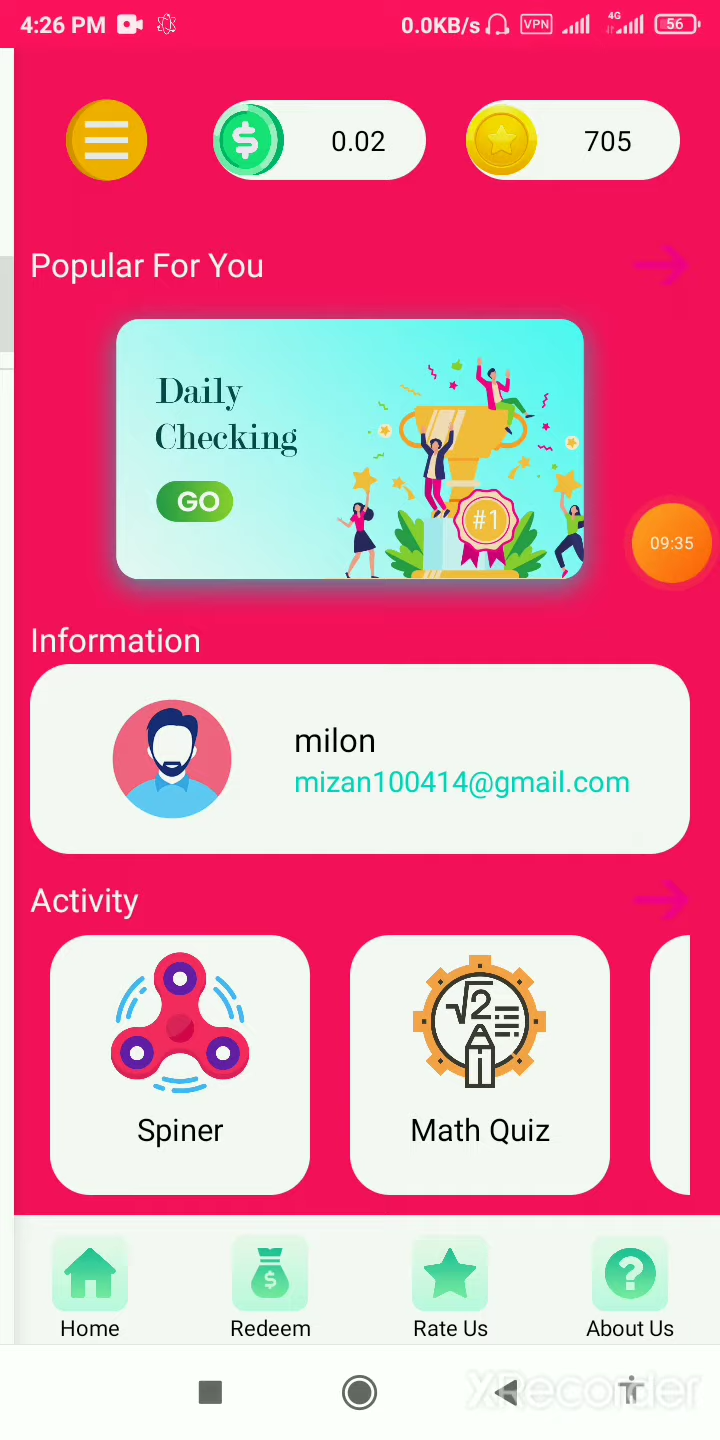 4:26 PM 0.0KB/s VPN 4G 56
0.02 705
Popular For You
Daily
Checking
GO
#1
09:35
Information
milon
mizan100414@gmail.com
Activity
√2
Spiner Math Quiz
Home Redeem Rate Us About Us
XRecorder